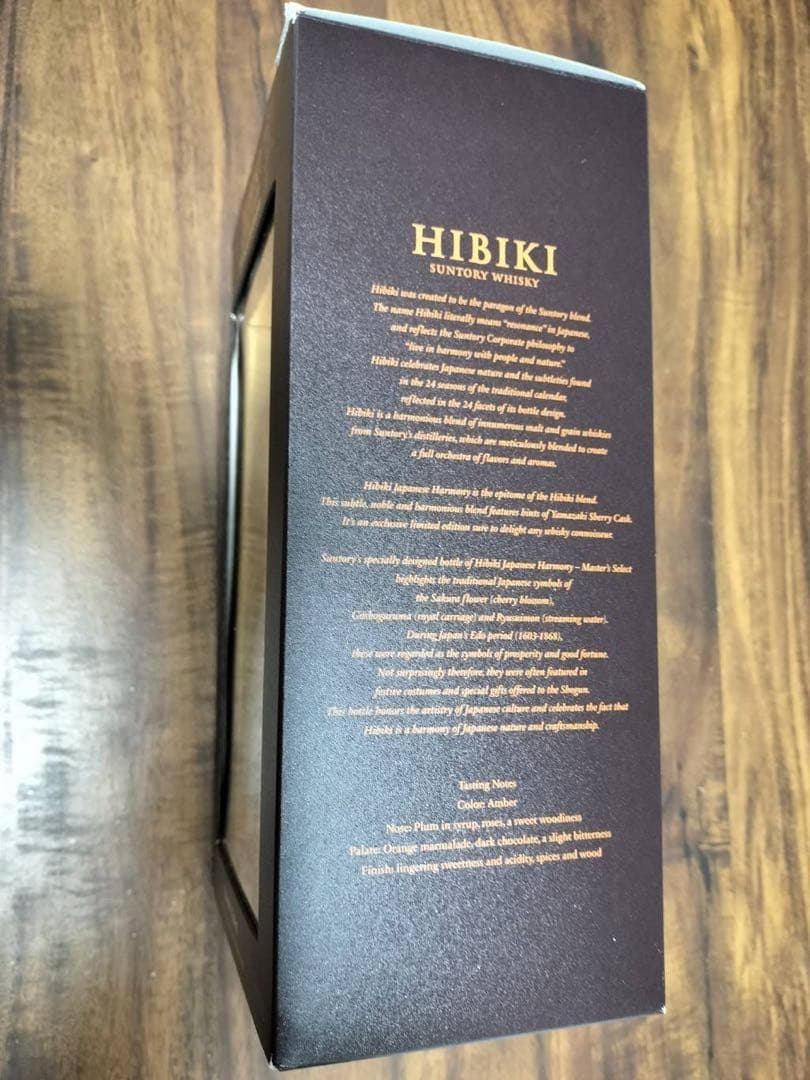 HIBIKI
SUNTORY WHISKY
Hibiki was created to be the paragon of the Suntory blend.
The name Hibiki literally means "resonance" in Japanese,
and reflects the Suntory Corporate philosophy to
"live in harmony with people and nature."
Hibiki celebrates Japanese nature and the subtleties found
in the 24 seasons of the traditional calendar,
reflected in the 24 facets of its bottle design.
Hibiki is a harmonious blend of innumerous malt and grain whiskies
from Suntory's distilleries, which are meticulously blended to create
a full orchestra of flavors and aromas.
Hibiki Japanese Harmony is the epitome of the Hibiki blend.
This subtle, noble and harmonious blend features hints of Yamazaki Sherry Cask.
It's an exclusive limited edition sure to delight any whisky connoisseur.
Suntory's specially designed bottle of Hibiki Japanese Harmony – Master's Select
highlights the traditional Japanese symbols of
the Sakura flower (cherry blossom),
Goshoguruma (royal carriage) and Ryusuimon (streaming water).
During Japan's Edo period (1603-1868),
these were regarded as the symbols of prosperity and good fortune.
Not surprisingly therefore, they were often featured in
festive costumes and special gifts offered to the Shogun.
This bottle honors the artistry of Japanese culture and celebrates the fact that
Hibiki is a harmony of Japanese nature and craftsmanship.
Tasting Notes
Color: Amber
Nose: Plum in syrup, roses, a sweet woodiness
Palate: Orange marmalade, dark chocolate, a slight bitterness
Finish: lingering sweetness and acidity, spices and wood